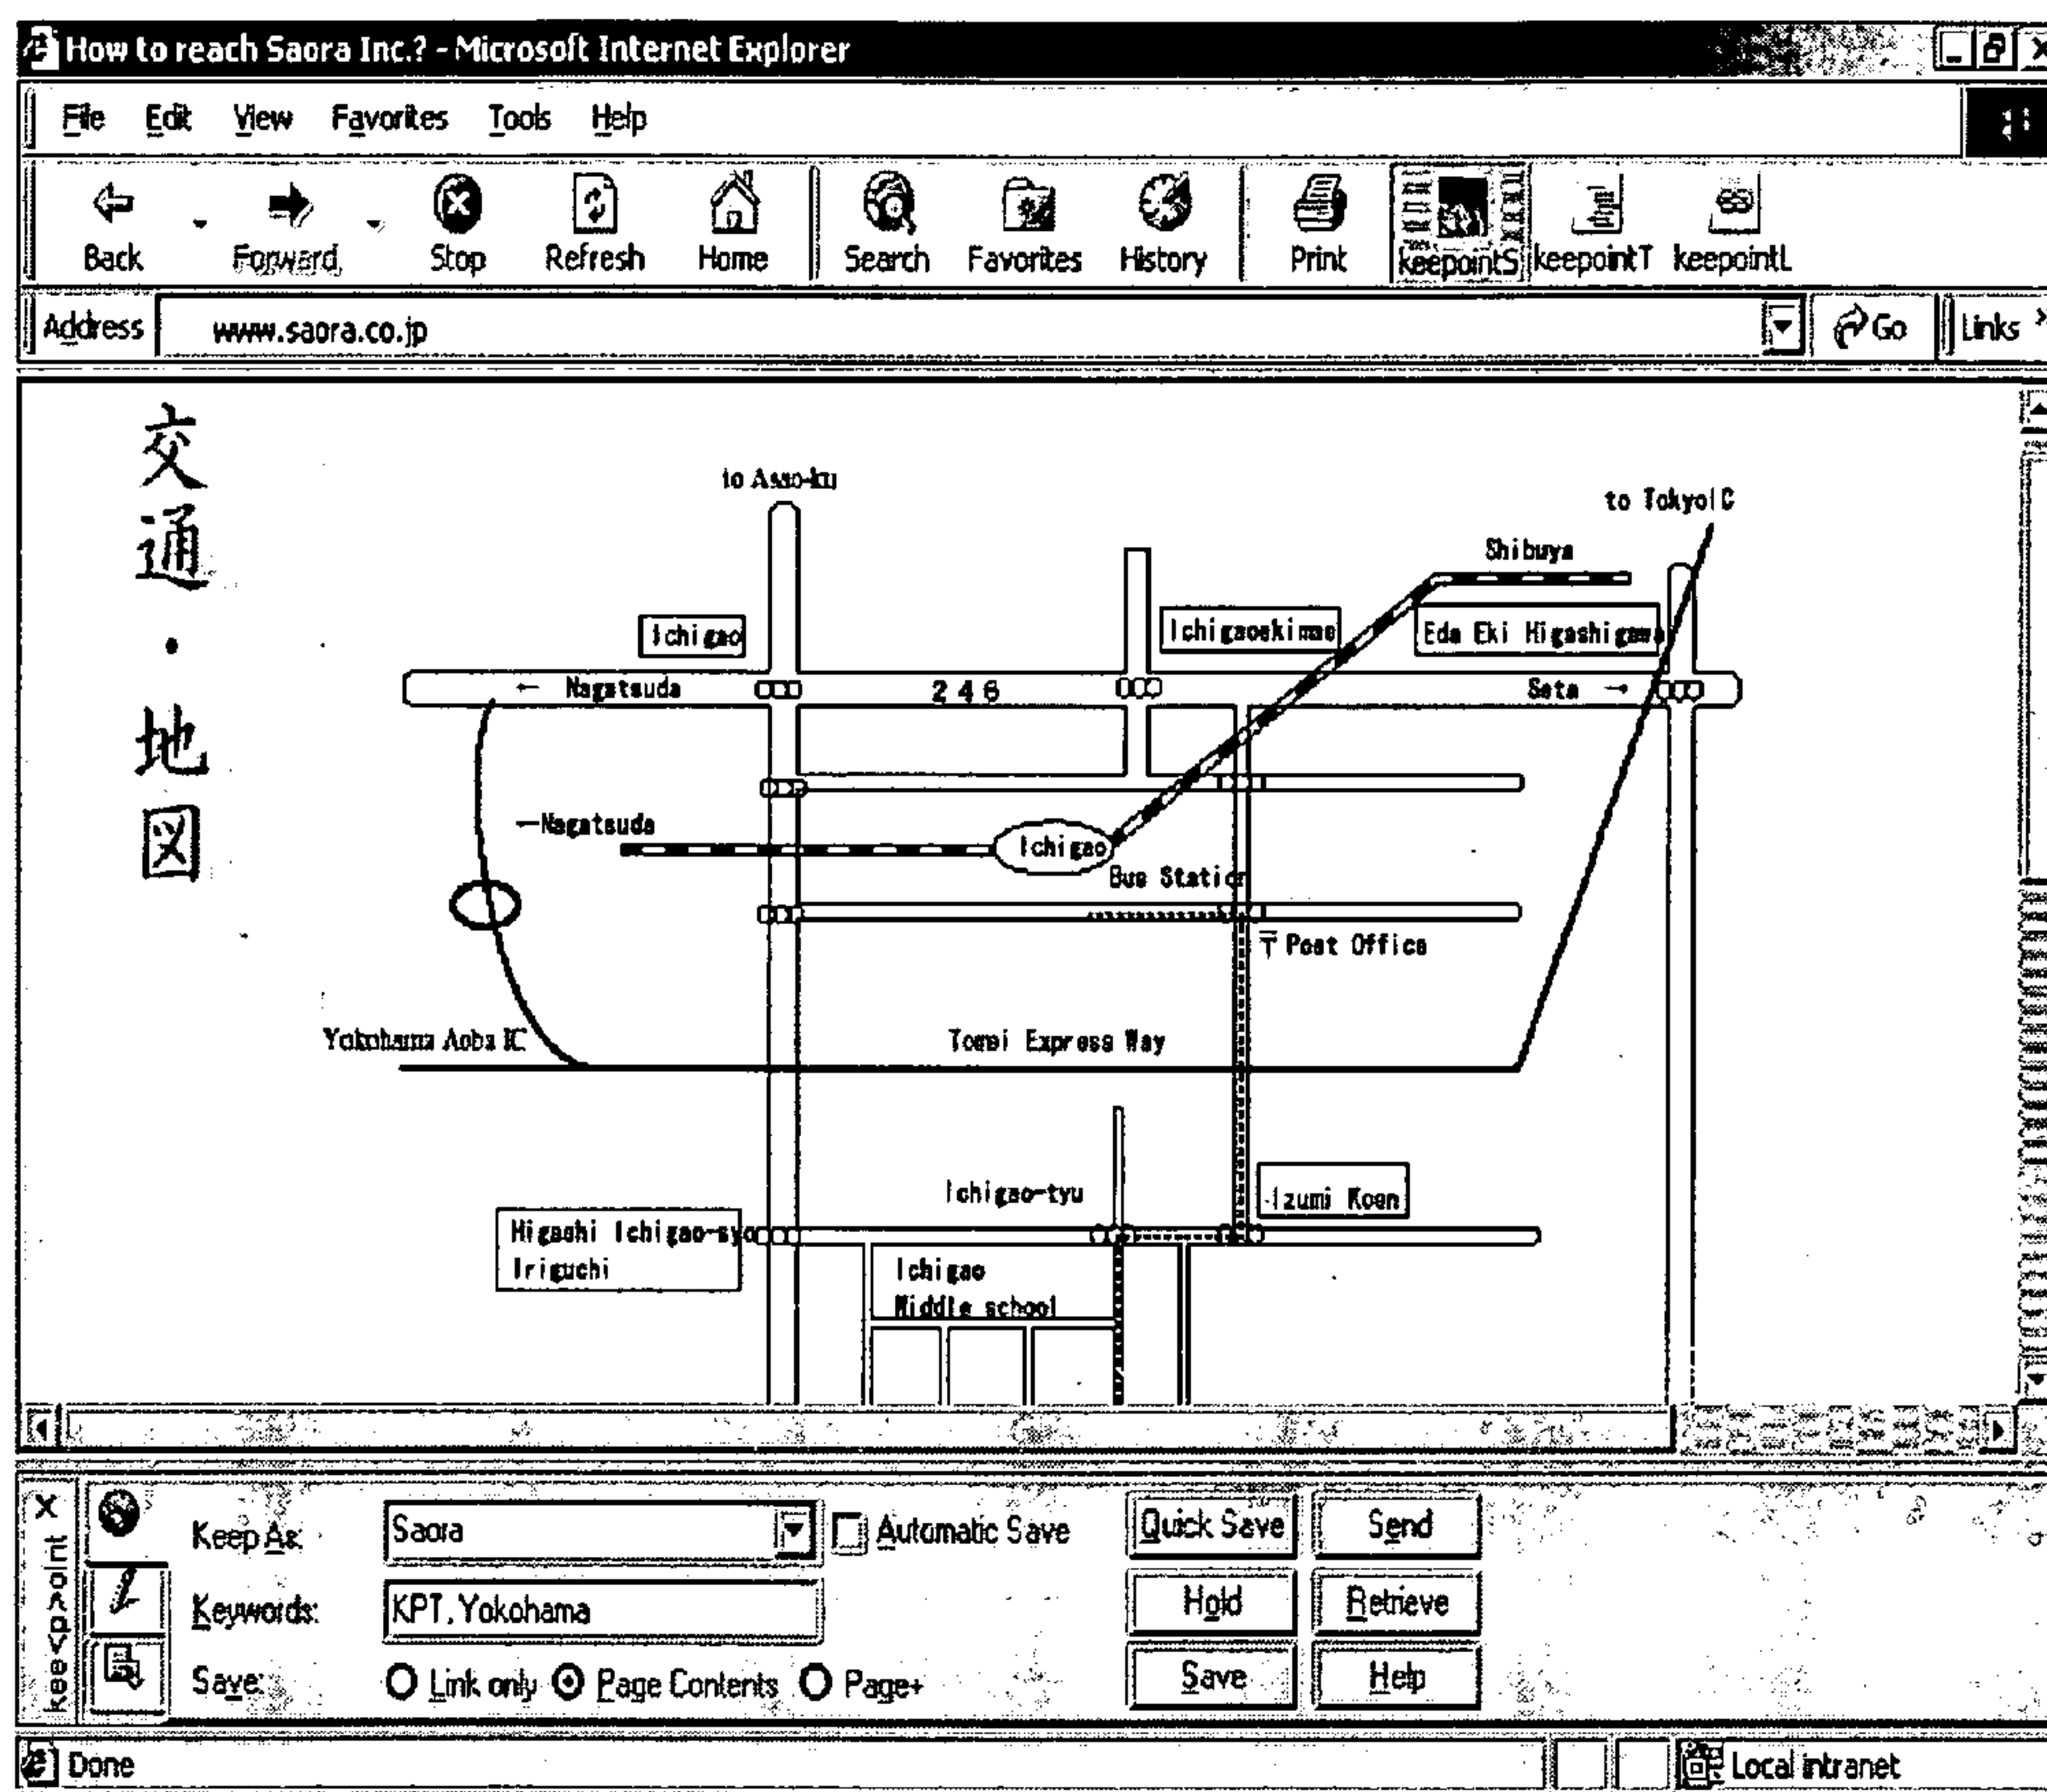 How to reach Saora Inc.? - Microsoft Internet Explorer
File Edit View Favorites Tools Help
Back Forward Stop Refresh Home Search Favorites History Print keepointS keepointT keepointL
Address www.saora.co.jp Go Links »
交通・地図
to Asao-ku
to TokyoIC
Shibuya
Ichigao
Ichigaoekimae
Eda Eki Higashigawa
← Nagatsuda
246
Seta →
←Nagatsuda
Ichigao
Bus Station
〒Post Office
Yokohama Aoba IC
Tomei Express Way
Ichigao-tyu
Izumi Koen
Higashi Ichigao-syo
Iriguchi
Ichigao
Middle school
kee<p>oint
Keep As: Saora Automatic Save Quick Save Send
Keywords: KPT, Yokohama Hold Retrieve
Save: Link only Page Contents Page+ Save Help
Done Local intranet